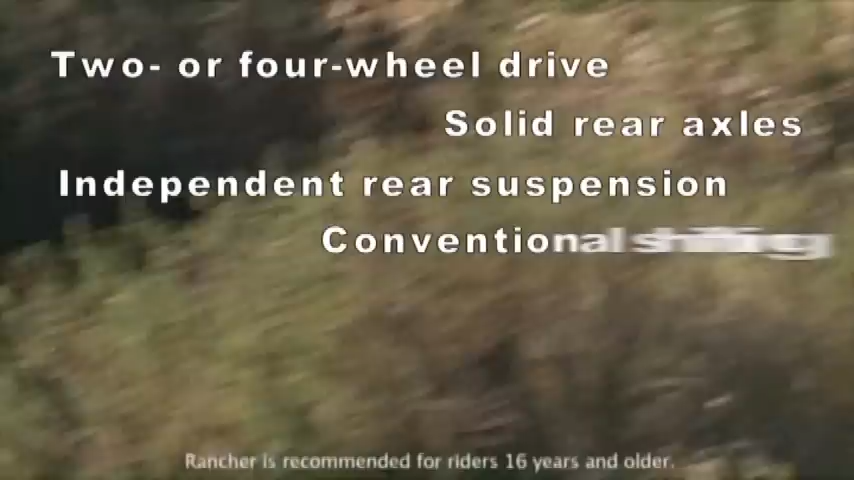 Two- or four-wheel drive
Solid rear axles
Independent rear suspension
Conventional shifting
Rancher is recommended for riders 16 years and older.